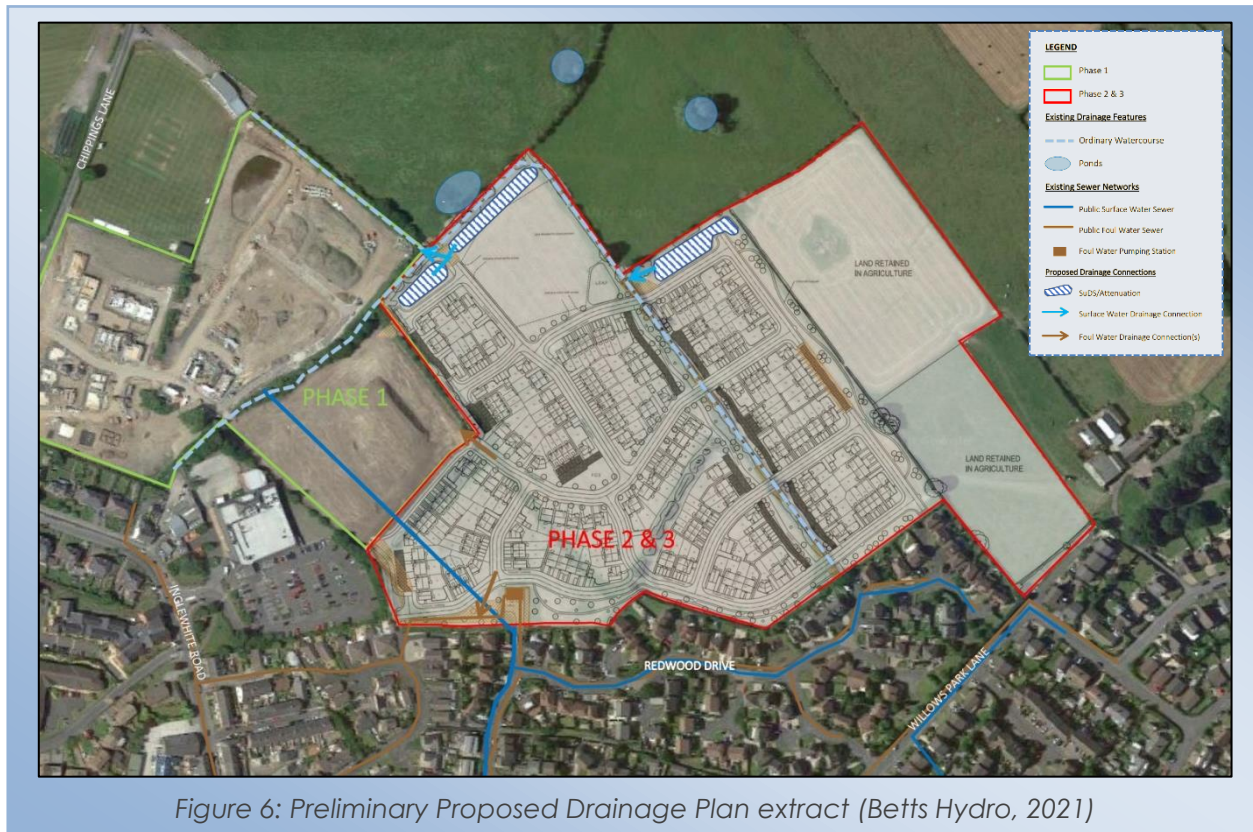 CHIPPINGS LANE
LEGEND
Phase 1
Phase 2 & 3
Existing Drainage Features
Ordinary Watercourse
Ponds
Existing Sewer Networks
Public Surface Water Sewer
Public Foul Water Sewer
Foul Water Pumping Station
Proposed Drainage Connections
SuDS/Attenuation
Surface Water Drainage Connection
Foul Water Drainage Connection(s)
LAND RETAINED
IN AGRICULTURE
PHASE 1
LAND RETAINED
IN AGRICULTURE
PHASE 2 & 3
INGLEWHITE ROAD
REDWOOD DRIVE
WILLOWS PARK LANE
Figure 6: Preliminary Proposed Drainage Plan extract (Betts Hydro, 2021)